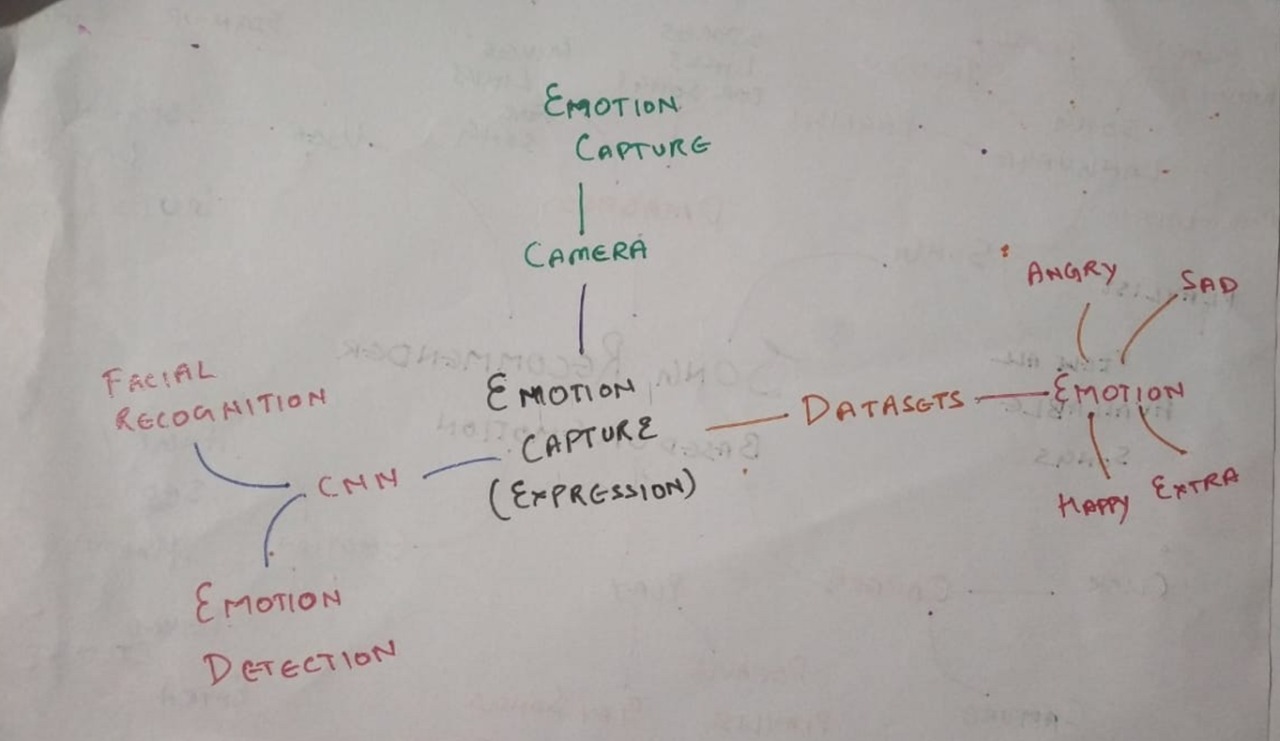 EMOTION
CAPTURE
CAMERA
ANGRY
SAD
FACIAL
RECOGNITION
EMOTION
CAPTURE
(EXPRESSION)
DATASETS
EMOTION
CNN
HAPPY
EXTRA
EMOTION
DETECTION